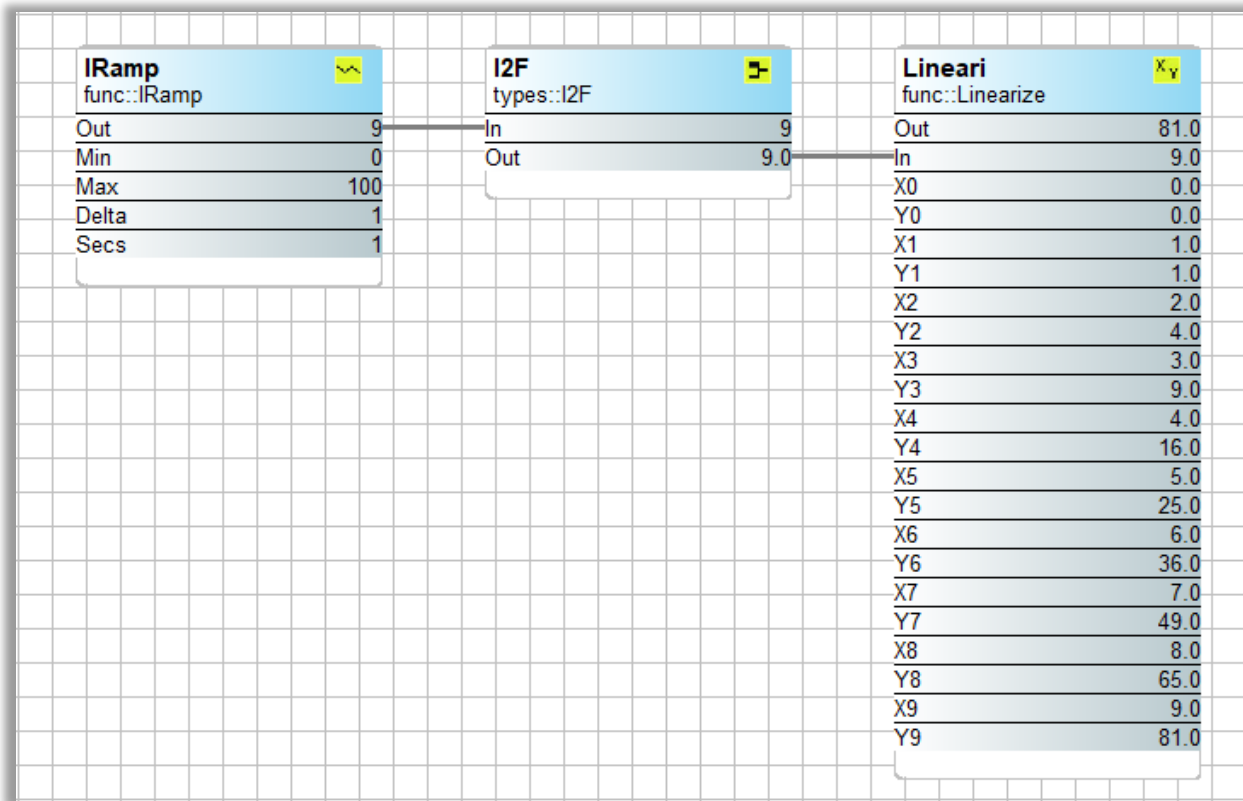 IRamp
func::IRamp
Out 9
Min 0
Max 100
Delta 1
Secs 1
I2F
types::I2F
In 9
Out 9.0
Lineari X Y
func::Linearize
Out 81.0
In 9.0
X0 0.0
Y0 0.0
X1 1.0
Y1 1.0
X2 2.0
Y2 4.0
X3 3.0
Y3 9.0
X4 4.0
Y4 16.0
X5 5.0
Y5 25.0
X6 6.0
Y6 36.0
X7 7.0
Y7 49.0
X8 8.0
Y8 65.0
X9 9.0
Y9 81.0